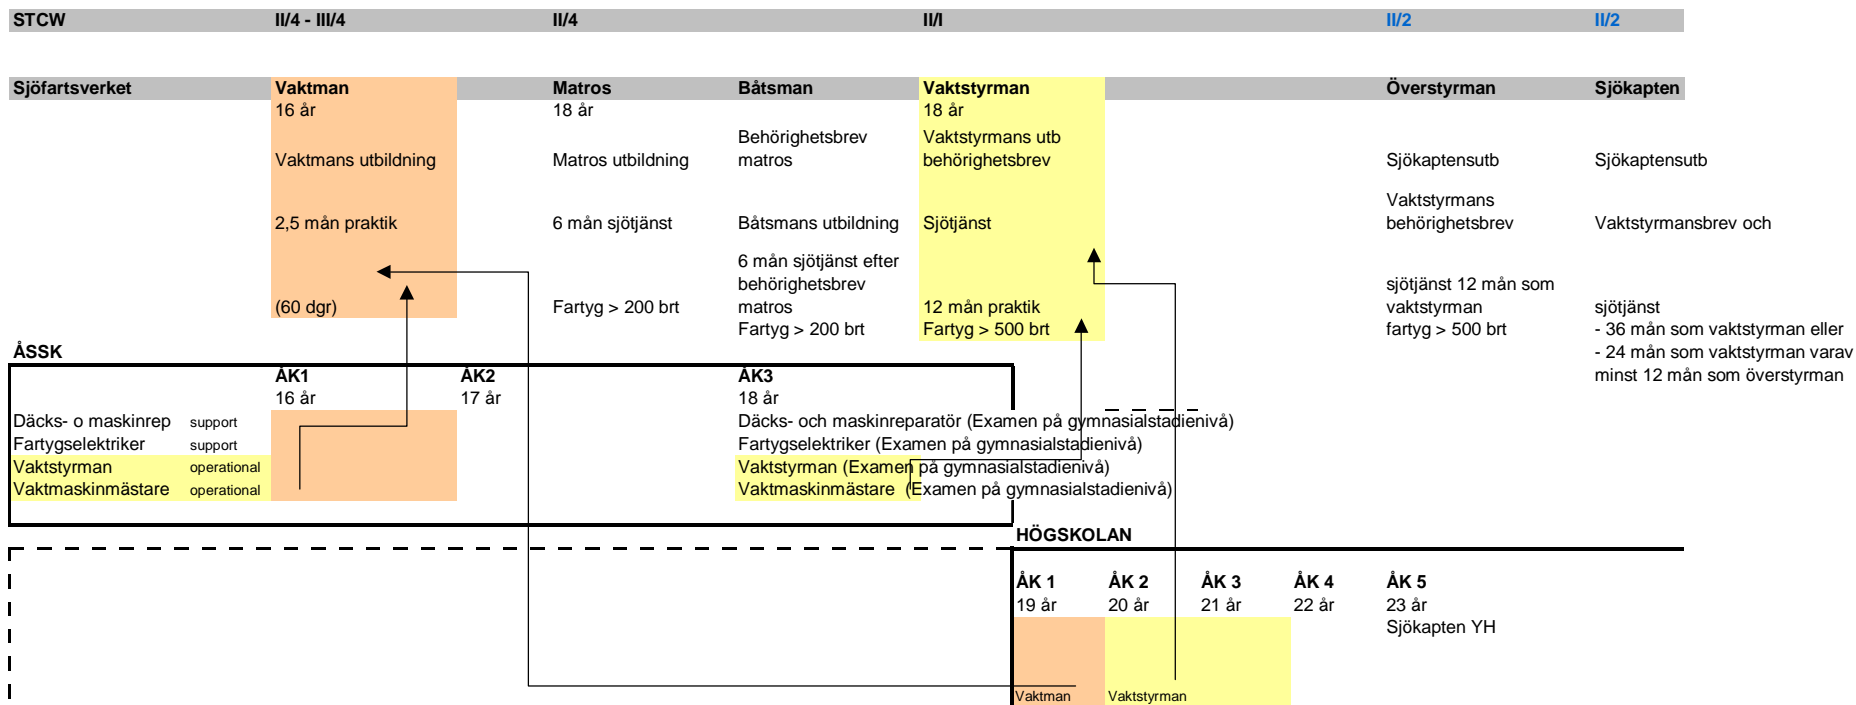 STCW II/4 - III/4 II/4 II/I II/2 II/2
Sjöfartsverket Vaktman Matros Båtsman Vaktstyrman Överstyrman Sjökapten
16 år 18 år 18 år
Behörighetsbrev Vaktstyrmans utb
Vaktmans utbildning Matros utbildning matros behörighetsbrev Sjökaptensutb Sjökaptensutb
Vaktstyrmans
2,5 mån praktik 6 mån sjötjänst Båtsmans utbildning Sjötjänst behörighetsbrev Vaktstyrmansbrev och
6 mån sjötjänst efter
behörighetsbrev sjötjänst 12 mån som
(60 dgr) Fartyg > 200 brt matros 12 mån praktik vaktstyrman sjötjänst
Fartyg > 200 brt Fartyg > 500 brt fartyg > 500 brt - 36 mån som vaktstyrman eller
ÅSSK - 24 mån som vaktstyrman varav
ÅK1 ÅK2 ÅK3 minst 12 mån som överstyrman
16 år 17 år 18 år
Däcks- o maskinrep support Däcks- och maskinreparatör (Examen på gymnasialstadienivå)
Fartygselektriker support Fartygselektriker (Examen på gymnasialstadienivå)
Vaktstyrman operational Vaktstyrman (Examen på gymnasialstadienivå)
Vaktmaskinmästare operational Vaktmaskinmästare (Examen på gymnasialstadienivå)
HÖGSKOLAN
ÅK 1 ÅK 2 ÅK 3 ÅK 4 ÅK 5
19 år 20 år 21 år 22 år 23 år
Sjökapten YH
Vaktman Vaktstyrman